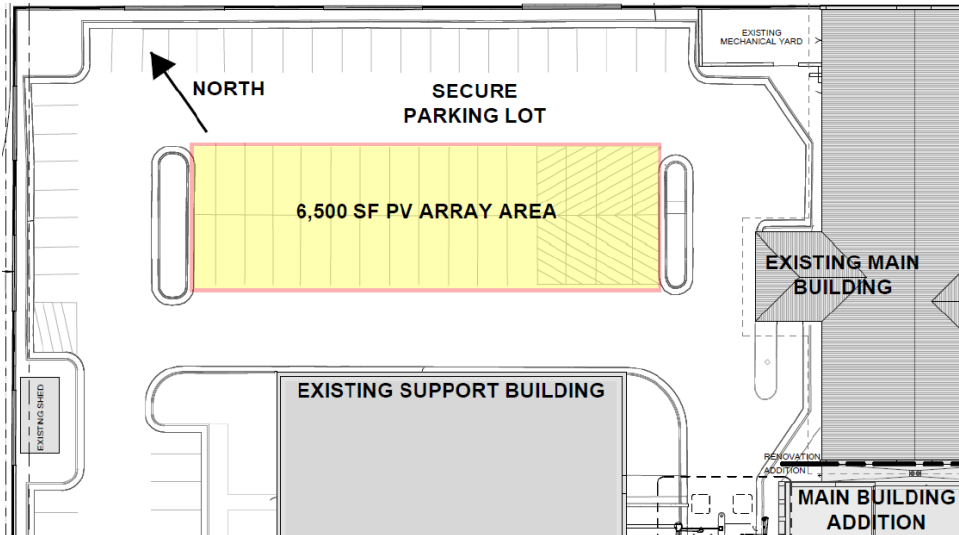 EXISTING
MECHANICAL YARD
NORTH
SECURE
PARKING LOT
6,500 SF PV ARRAY AREA
EXISTING MAIN
BUILDING
EXISTING SHED
EXISTING SUPPORT BUILDING
RENOVATION
ADDITION
MAIN BUILDING
ADDITION